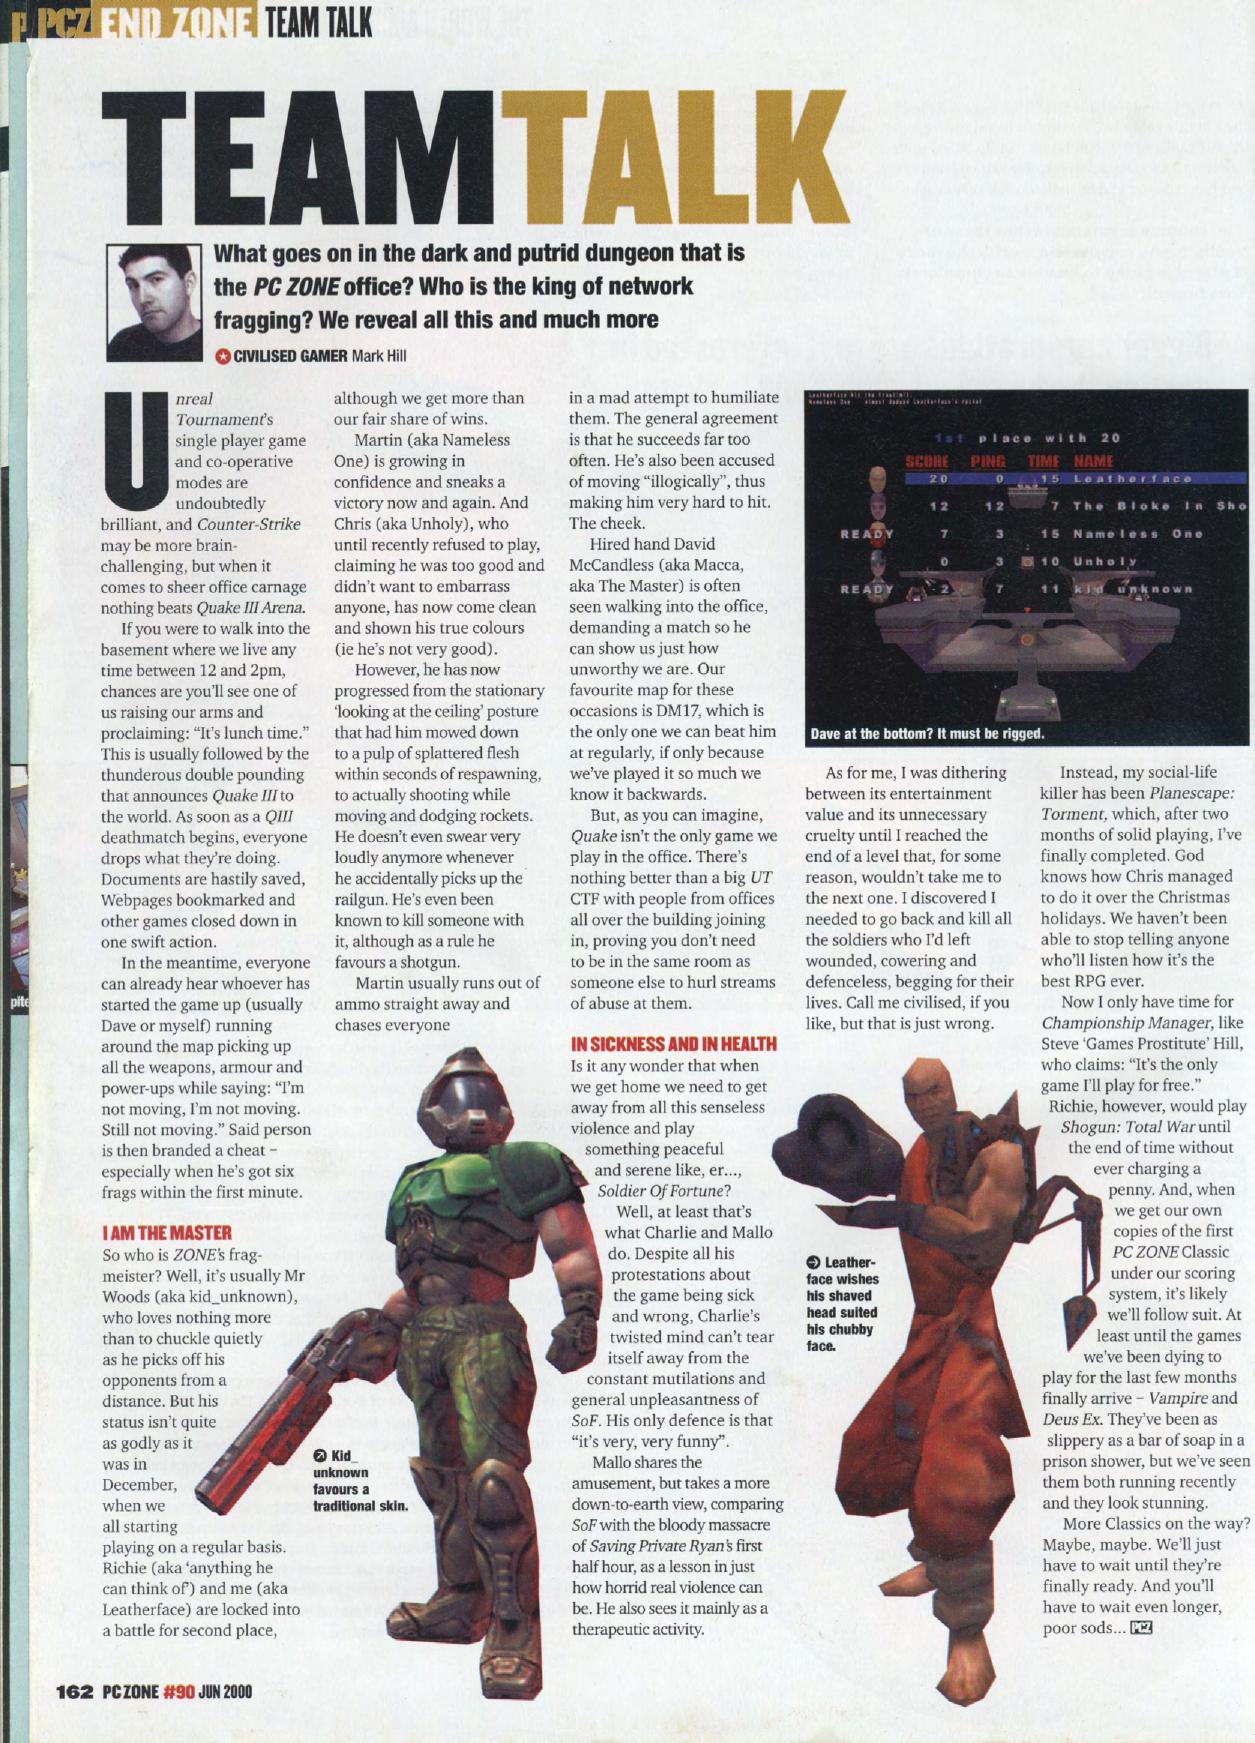 PCZ END ZONE TEAM TALK
TEAMTALK
What goes on in the dark and putrid dungeon that is
the PC ZONE office? Who is the king of network
fragging? We reveal all this and much more
CIVILISED GAMER Mark Hill
Unreal
Tournament's
single player game
and co-operative
modes are
undoubtedly
brilliant, and Counter-Strike
may be more brain-
challenging, but when it
comes to sheer office carnage
nothing beats Quake III Arena.
If you were to walk into the
basement where we live any
time between 12 and 2pm,
chances are you'll see one of
us raising our arms and
proclaiming: "It's lunch time."
This is usually followed by the
thunderous double pounding
that announces Quake III to
the world. As soon as a QIII
deathmatch begins, everyone
drops what they're doing.
Documents are hastily saved,
Webpages bookmarked and
other games closed down in
one swift action.
In the meantime, everyone
can already hear whoever has
started the game up (usually
Dave or myself) running
around the map picking up
all the weapons, armour and
power-ups while saying: "I'm
not moving, I'm not moving.
Still not moving." Said person
is then branded a cheat –
especially when he's got six
frags within the first minute.
I AM THE MASTER
So who is ZONE's frag-
meister? Well, it's usually Mr
Woods (aka kid_unknown),
who loves nothing more
than to chuckle quietly
as he picks off his
opponents from a
distance. But his
status isn't quite
as godly as it
was in
December,
when we
all starting
playing on a regular basis.
Richie (aka 'anything he
can think of') and me (aka
Leatherface) are locked into
a battle for second place,
although we get more than
our fair share of wins.
Martin (aka Nameless
One) is growing in
confidence and sneaks a
victory now and again. And
Chris (aka Unholy), who
until recently refused to play,
claiming he was too good and
didn't want to embarrass
anyone, has now come clean
and shown his true colours
(ie he's not very good).
However, he has now
progressed from the stationary
'looking at the ceiling' posture
that had him mowed down
to a pulp of splattered flesh
within seconds of respawning,
to actually shooting while
moving and dodging rockets.
He doesn't even swear very
loudly anymore whenever
he accidentally picks up the
railgun. He's even been
known to kill someone with
it, although as a rule he
favours a shotgun.
Martin usually runs out of
ammo straight away and
chases everyone
in a mad attempt to humiliate
them. The general agreement
is that he succeeds far too
often. He's also been accused
of moving "illogically", thus
making him very hard to hit.
The cheek.
Hired hand David
McCandless (aka Macca,
aka The Master) is often
seen walking into the office,
demanding a match so he
can show us just how
unworthy we are. Our
favourite map for these
occasions is DM17, which is
the only one we can beat him
at regularly, if only because
we've played it so much we
know it backwards.
But, as you can imagine,
Quake isn't the only game we
play in the office. There's
nothing better than a big UT
CTF with people from offices
all over the building joining
in, proving you don't need
to be in the same room as
someone else to hurl streams
of abuse at them.
IN SICKNESS AND IN HEALTH
Is it any wonder that when
we get home we need to get
away from all this senseless
violence and play
something peaceful
and serene like, er...,
Soldier Of Fortune?
Well, at least that's
what Charlie and Mallo
do. Despite all his
protestations about
the game being sick
and wrong, Charlie's
twisted mind can't tear
itself away from the
constant mutilations and
general unpleasantness of
SoF. His only defence is that
"it's very, very funny".
Mallo shares the
amusement, but takes a more
down-to-earth view, comparing
SoF with the bloody massacre
of Saving Private Ryan's first
half hour, as a lesson in just
how horrid real violence can
be. He also sees it mainly as a
therapeutic activity.
Leatherface hit the fraglimit.
Nameless One almost dodged Leatherface's rocket
1st place with 20
SCORE PING TIME NAME
20 0 15 Leatherface
12 12 7 The Bloke In Sho
READY 7 3 15 Nameless One
0 3 10 Unholy
READY -2 7 11 kid unknown
Dave at the bottom? It must be rigged.
As for me, I was dithering
between its entertainment
value and its unnecessary
cruelty until I reached the
end of a level that, for some
reason, wouldn't take me to
the next one. I discovered I
needed to go back and kill all
the soldiers who I'd left
wounded, cowering and
defenceless, begging for their
lives. Call me civilised, if you
like, but that is just wrong.
Instead, my social-life
killer has been Planescape:
Torment, which, after two
months of solid playing, I've
finally completed. God
knows how Chris managed
to do it over the Christmas
holidays. We haven't been
able to stop telling anyone
who'll listen how it's the
best RPG ever.
Now I only have time for
Championship Manager, like
Steve 'Games Prostitute' Hill,
who claims: "It's the only
game I'll play for free."
Richie, however, would play
Shogun: Total War until
the end of time without
ever charging a
penny. And, when
we get our own
copies of the first
PC ZONE Classic
under our scoring
system, it's likely
we'll follow suit. At
least until the games
we've been dying to
play for the last few months
finally arrive – Vampire and
Deus Ex. They've been as
slippery as a bar of soap in a
prison shower, but we've seen
them both running recently
and they look stunning.
More Classics on the way?
Maybe, maybe. We'll just
have to wait until they're
finally ready. And you'll
have to wait even longer,
poor sods... PCZ
Kid_
unknown
favours a
traditional skin.
Leather-
face wishes
his shaved
head suited
his chubby
face.
pite
162 PC ZONE #90 JUN 2000